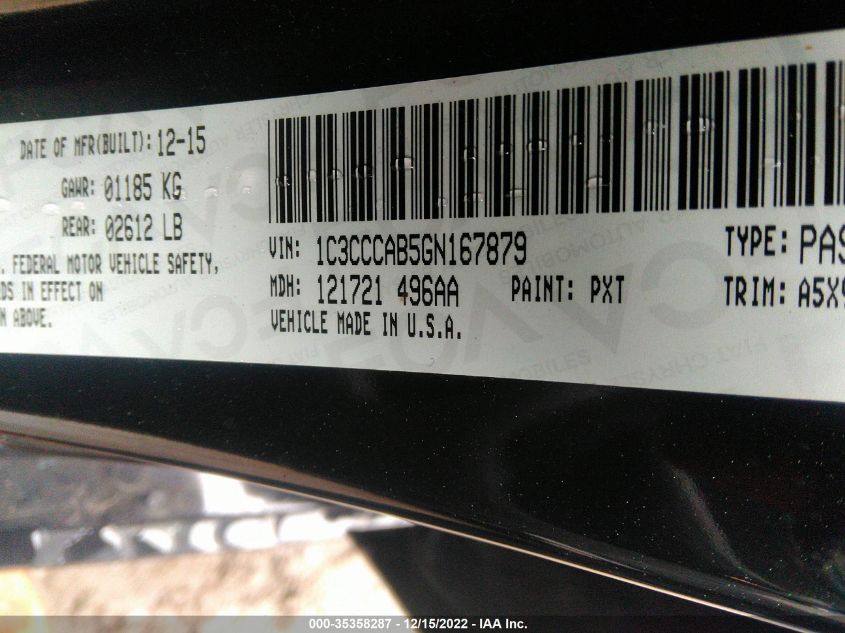 DATE OF MFR(BUILT): 12-15
GAWR: 01185 KG
REAR: 02612 LB
. FEDERAL MOTOR VEHICLE SAFETY,
DS IN EFFECT ON
N ABOVE.
VIN: 1C3CCCAB5GN167879
MDH: 121721 496AA PAINT: PXT
VEHICLE MADE IN U.S.A.
TYPE: PAS
TRIM: A5X9
000-35358287 - 12/15/2022 - IAA Inc.